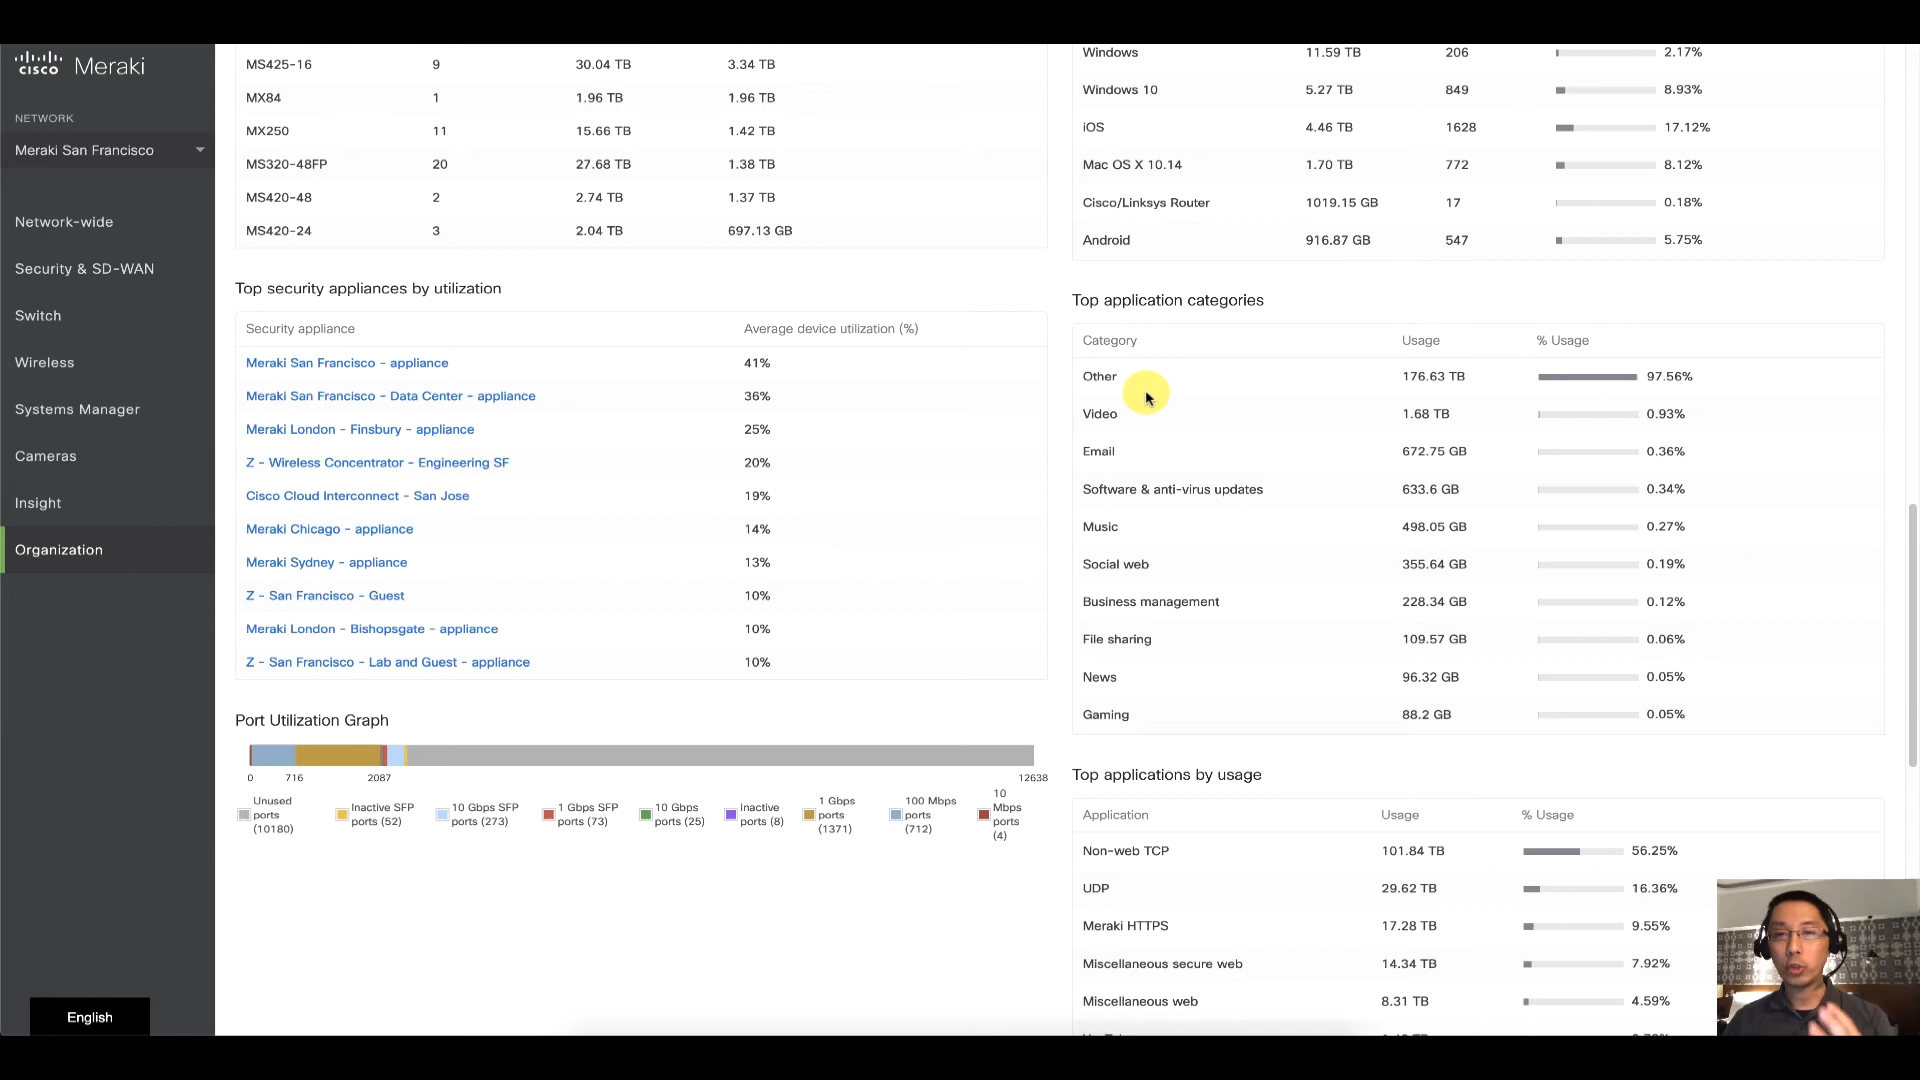 cisco Meraki
NETWORK
Meraki San Francisco
Network-wide
Security & SD-WAN
Switch
Wireless
Systems Manager
Cameras
Insight
Organization
English
MS425-16 9 30.04 TB 3.34 TB
MX84 1 1.96 TB 1.96 TB
MX250 11 15.66 TB 1.42 TB
MS320-48FP 20 27.68 TB 1.38 TB
MS420-48 2 2.74 TB 1.37 TB
MS420-24 3 2.04 TB 697.13 GB
Top security appliances by utilization
Security appliance Average device utilization (%)
Meraki San Francisco - appliance 41%
Meraki San Francisco - Data Center - appliance 36%
Meraki London - Finsbury - appliance 25%
Z - Wireless Concentrator - Engineering SF 20%
Cisco Cloud Interconnect - San Jose 19%
Meraki Chicago - appliance 14%
Meraki Sydney - appliance 13%
Z - San Francisco - Guest 10%
Meraki London - Bishopsgate - appliance 10%
Z - San Francisco - Lab and Guest - appliance 10%
Port Utilization Graph
0 716 2087 12638
Unused
ports
(10180)
Inactive SFP
ports (52)
10 Gbps SFP
ports (273)
1 Gbps SFP
ports (73)
10 Gbps
ports (25)
Inactive
ports (8)
1 Gbps
ports
(1371)
100 Mbps
ports
(712)
10
Mbps
ports
(4)
Windows 11.59 TB 206 2.17%
Windows 10 5.27 TB 849 8.93%
iOS 4.46 TB 1628 17.12%
Mac OS X 10.14 1.70 TB 772 8.12%
Cisco/Linksys Router 1019.15 GB 17 0.18%
Android 916.87 GB 547 5.75%
Top application categories
Category Usage % Usage
Other 176.63 TB 97.56%
Video 1.68 TB 0.93%
Email 672.75 GB 0.36%
Software & anti-virus updates 633.6 GB 0.34%
Music 498.05 GB 0.27%
Social web 355.64 GB 0.19%
Business management 228.34 GB 0.12%
File sharing 109.57 GB 0.06%
News 96.32 GB 0.05%
Gaming 88.2 GB 0.05%
Top applications by usage
Application Usage % Usage
Non-web TCP 101.84 TB 56.25%
UDP 29.62 TB 16.36%
Meraki HTTPS 17.28 TB 9.55%
Miscellaneous secure web 14.34 TB 7.92%
Miscellaneous web 8.31 TB 4.59%